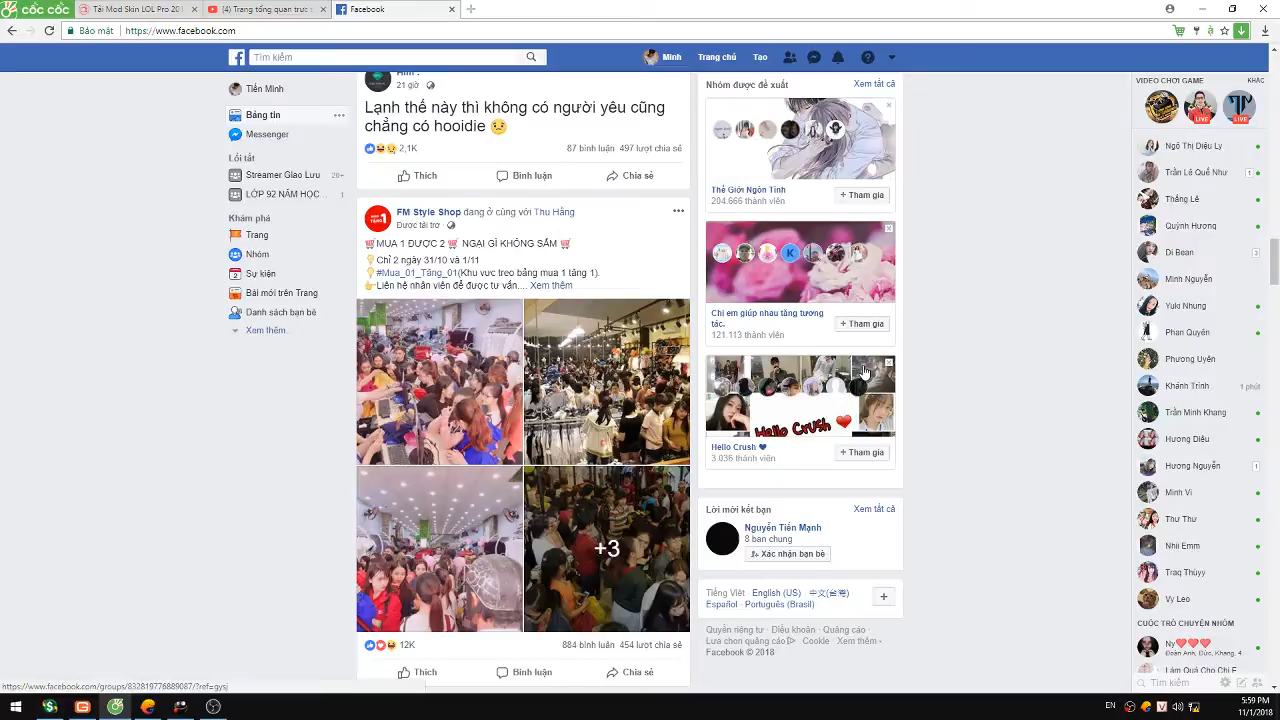 cốc cốc
Tải Mod Skin LOL Pro 201
(4) Trang tổng quan trực t
Facebook
Bảo mật
https://www.facebook.com
Tìm kiếm
Minh
Trang chủ
Tạo
Tiến Minh
Bảng tin
Messenger
Lối tắt
Streamer Giao Lưu
20+
LỚP 92 NĂM HỌC...
1
Khám phá
Trang
Nhóm
Sự kiện
Bài mới trên Trang
Danh sách bạn bè
Xem thêm...
21 giờ ·
Lạnh thế này thì không có người yêu cũng
chẳng có hooidie 😥
2,1K
87 bình luận 497 lượt chia sẻ
Thích
Bình luận
Chia sẻ
FM Style Shop đang ở cùng với Thu Hằng
Được tài trợ ·
🛒MUA 1 ĐƯỢC 2 🛒 NGẠI GÌ KHÔNG SẮM 🛒
💡Chỉ 2 ngày 31/10 và 1/11
💡#Mua_01_Tặng_01(Khu vực treo bảng mua 1 tặng 1).
👉Liên hệ nhân viên để được tư vấn.... Xem thêm
+3
12K
884 bình luận 454 lượt chia sẻ
Thích
Bình luận
Chia sẻ
Nhóm được đề xuất
Xem tất cả
Thế Giới Ngôn Tình
204.666 thành viên
+ Tham gia
K
Chị em giúp nhau tăng tương
tác.
121.113 thành viên
+ Tham gia
Hello Crush ❤
Hello Crush 💙
3.036 thành viên
+ Tham gia
Lời mời kết bạn
Xem tất cả
Nguyễn Tiến Mạnh
8 bạn chung
Xác nhận bạn bè
Tiếng Việt · English (US) · 中文(台灣) ·
Español · Português (Brasil)
+
Quyền riêng tư · Điều khoản · Quảng cáo ·
Lựa chọn quảng cáo · Cookie · Xem thêm
Facebook © 2018
VIDEO CHƠI GAME
KHÁC
LIVE
LIVE
Ngô Thị Diệu Ly
Trần Lê Quế Như
1
Thắng Lê
Quỳnh Hương
Di Bean
3
Minh Nguyễn
Yuki Nhung
Phan Quyên
Phương Uyên
Khánh Trình
1 phút
Trần Minh Khang
Hương Diệu
Hương Nguyễn
1
Minh Vi
Thư Thư
Nhii Emm
Traq Thùyy
Vy Leo
CUỘC TRÒ CHUYỆN NHÓM
Ny❤❤❤
Đoàn Anh, Đức, Khang, 4...
Làm Quà Cho Chị E...
Tìm kiếm
https://www.facebook.com/groups/832819776889087/?ref=gysj
EN
V
5:59 PM
11/1/2018